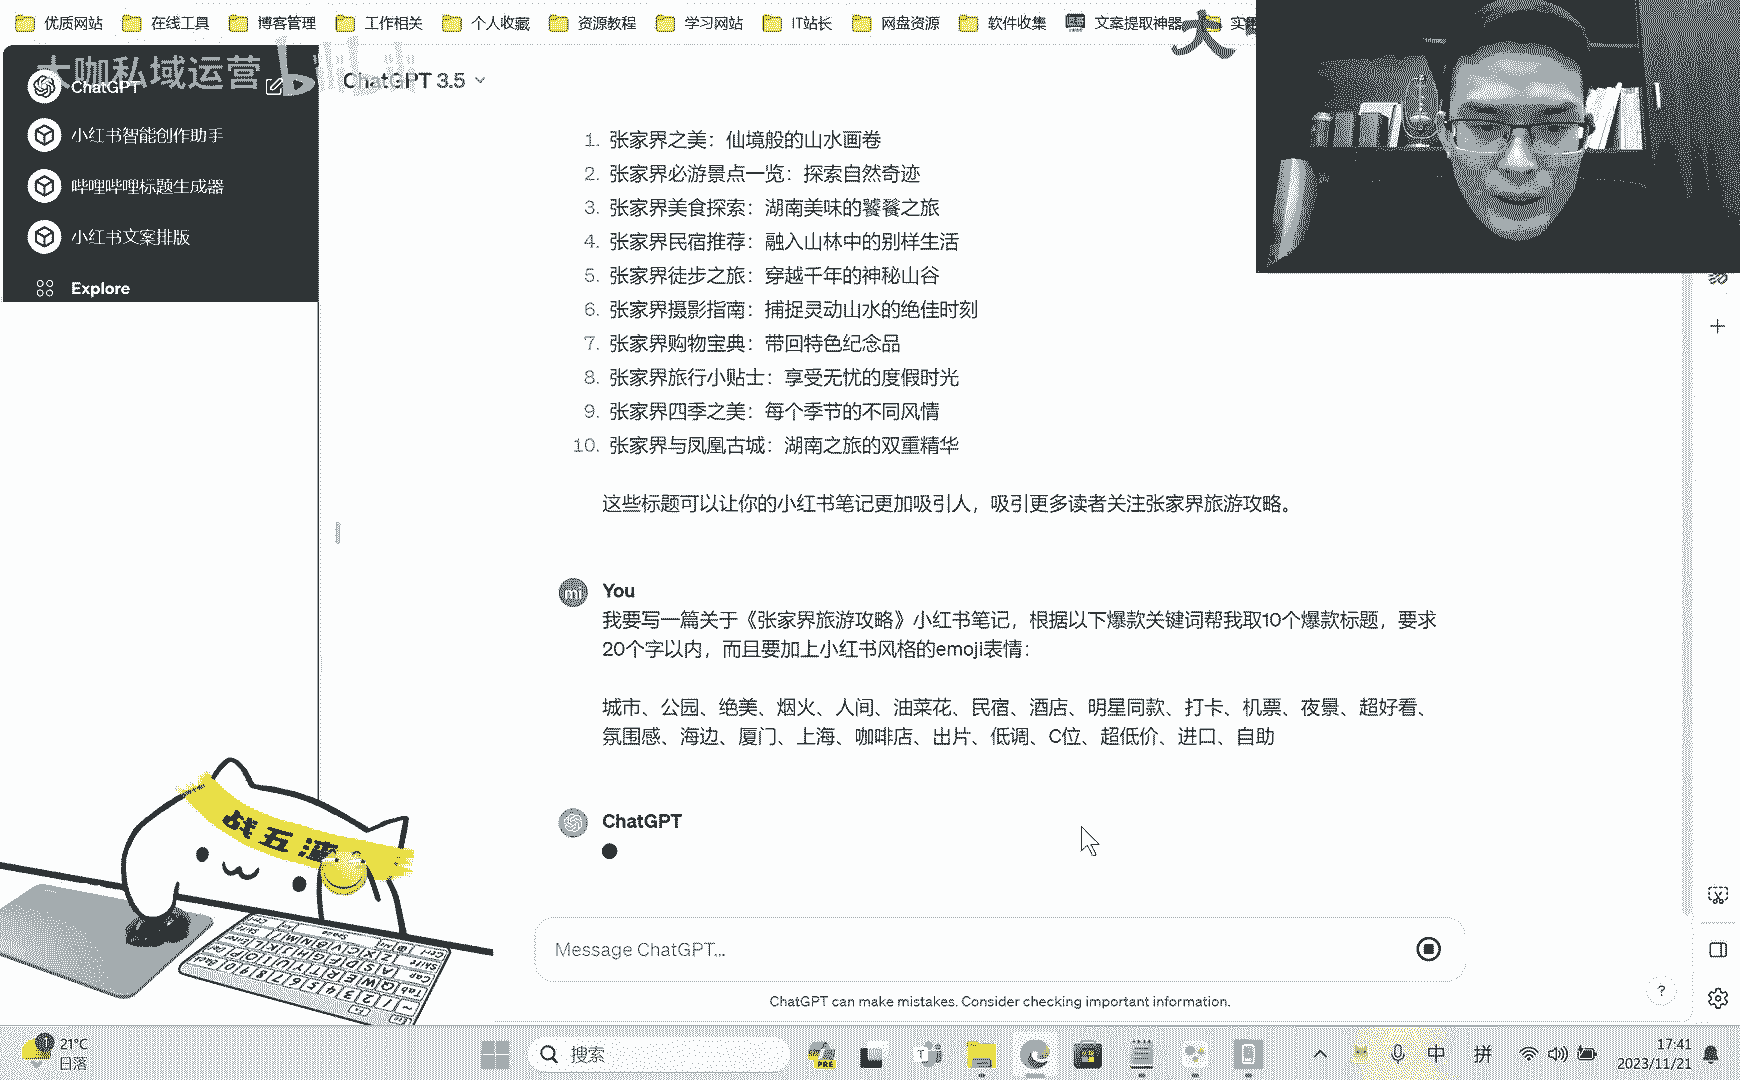 优质网站 在线工具 博客管理 工作相关 个人收藏 资源教程 学习网站 IT站长 网盘资源 软件收集 文案提取神器
大咖私域运营 bilibili
大
ChatGPT
小红书智能创作助手
哔哩哔哩标题生成器
小红书文案排版
Explore
ChatGPT 3.5
1. 张家界之美：仙境般的山水画卷
2. 张家界必游景点一览：探索自然奇迹
3. 张家界美食探索：湖南美味的饕餮之旅
4. 张家界民宿推荐：融入山林中的别样生活
5. 张家界徒步之旅：穿越千年的神秘山谷
6. 张家界摄影指南：捕捉灵动山水的绝佳时刻
7. 张家界购物宝典：带回特色纪念品
8. 张家界旅行小贴士：享受无忧的度假时光
9. 张家界四季之美：每个季节的不同风情
10. 张家界与凤凰古城：湖南之旅的双重精华
这些标题可以让你的小红书笔记更加吸引人，吸引更多读者关注张家界旅游攻略。
mi
You
我要写一篇关于《张家界旅游攻略》小红书笔记，根据以下爆款关键词帮我取10个爆款标题，要求
20个字以内，而且要加上小红书风格的emoji表情：
城市、公园、绝美、烟火、人间、油菜花、民宿、酒店、明星同款、打卡、机票、夜景、超好看、
氛围感、海边、厦门、上海、咖啡店、出片、低调、C位、超低价、进口、自助
ChatGPT
Message ChatGPT...
ChatGPT can make mistakes. Consider checking important information.
?
战五渣
21°C
日落
搜索
PRE
中
拼
17:41
2023/11/21